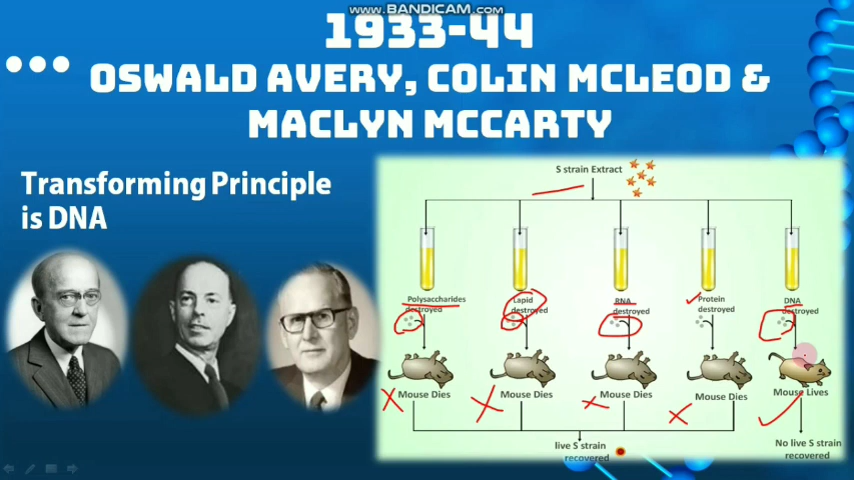 WWW.BANDICAM.COM
1933-44
OSWALD AVERY, COLIN MCLEOD &
MACLYN MCCARTY
Transforming Principle
is DNA
S strain Extract
Polysaccharides
destroyed
Lapid
destroyed
RNA
destroyed
Protein
destroyed
DNA
destroyed
Mouse Dies
Mouse Dies
Mouse Dies
Mouse Dies
Mouse Lives
live S strain
recovered
No live S strain
recovered